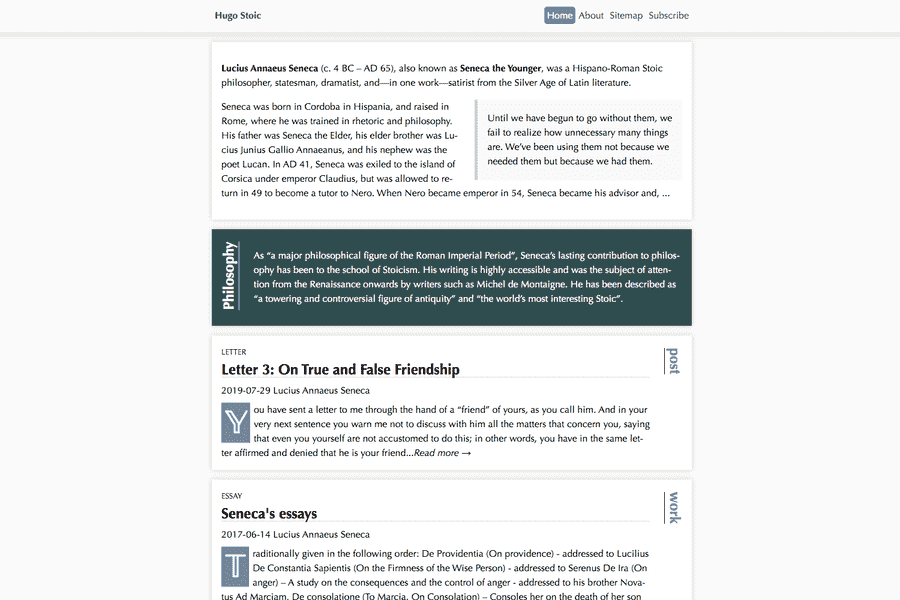 Hugo Stoic
Home About Sitemap Subscribe
Lucius Annaeus Seneca (c. 4 BC – AD 65), also known as Seneca the Younger, was a Hispano-Roman Stoic
philosopher, statesman, dramatist, and—in one work—satirist from the Silver Age of Latin literature.
Seneca was born in Cordoba in Hispania, and raised in
Rome, where he was trained in rhetoric and philosophy.
His father was Seneca the Elder, his elder brother was Lu-
cius Junius Gallio Annaeanus, and his nephew was the
poet Lucan. In AD 41, Seneca was exiled to the island of
Corsica under emperor Claudius, but was allowed to re-
turn in 49 to become a tutor to Nero. When Nero became emperor in 54, Seneca became his advisor and, ...
Until we have begun to go without them, we
fail to realize how unnecessary many things
are. We’ve been using them not because we
needed them but because we had them.
Philosophy
As “a major philosophical figure of the Roman Imperial Period”, Seneca’s lasting contribution to philos-
ophy has been to the school of Stoicism. His writing is highly accessible and was the subject of atten-
tion from the Renaissance onwards by writers such as Michel de Montaigne. He has been described as
“a towering and controversial figure of antiquity” and “the world’s most interesting Stoic”.
LETTER
post
Letter 3: On True and False Friendship
2019-07-29 Lucius Annaeus Seneca
You have sent a letter to me through the hand of a “friend” of yours, as you call him. And in your
very next sentence you warn me not to discuss with him all the matters that concern you, saying
that even you yourself are not accustomed to do this; in other words, you have in the same let-
ter affirmed and denied that he is your friend...Read more →
ESSAY
work
Seneca's essays
2017-06-14 Lucius Annaeus Seneca
Traditionally given in the following order: De Providentia (On providence) - addressed to Lucilius
De Constantia Sapientis (On the Firmness of the Wise Person) - addressed to Serenus De Ira (On
anger) – A study on the consequences and the control of anger - addressed to his brother Nova-
tus Ad Marciam, De consolatione (To Marcia, On Consolation) – Consoles her on the death of her son